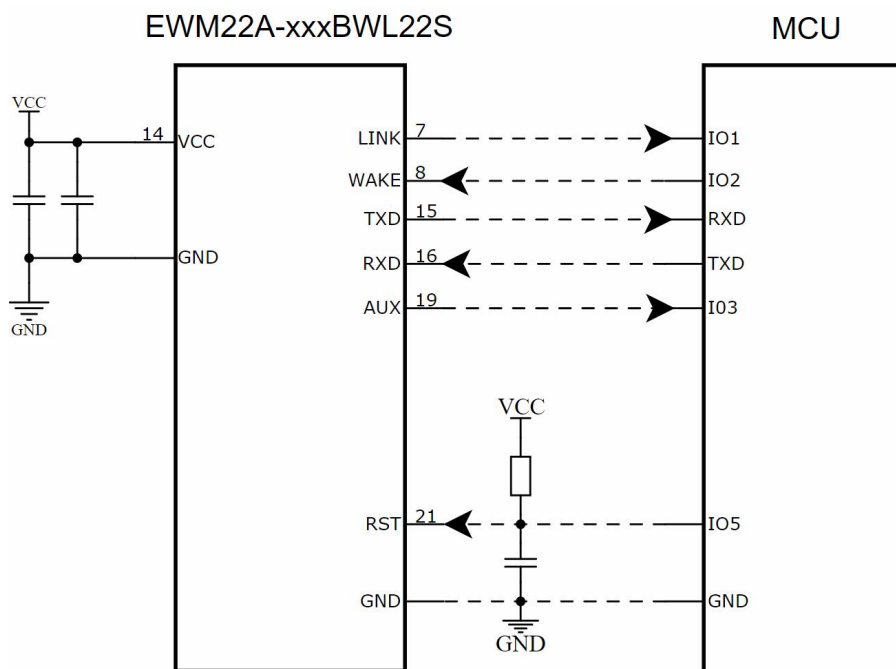 EWM22A-xxxBWL22S
MCU
VCC
14
VCC
GND
GND
LINK
7
IO1
WAKE
8
IO2
TXD
15
RXD
RXD
16
TXD
AUX
19
I03
VCC
RST
21
IO5
GND
GND
GND